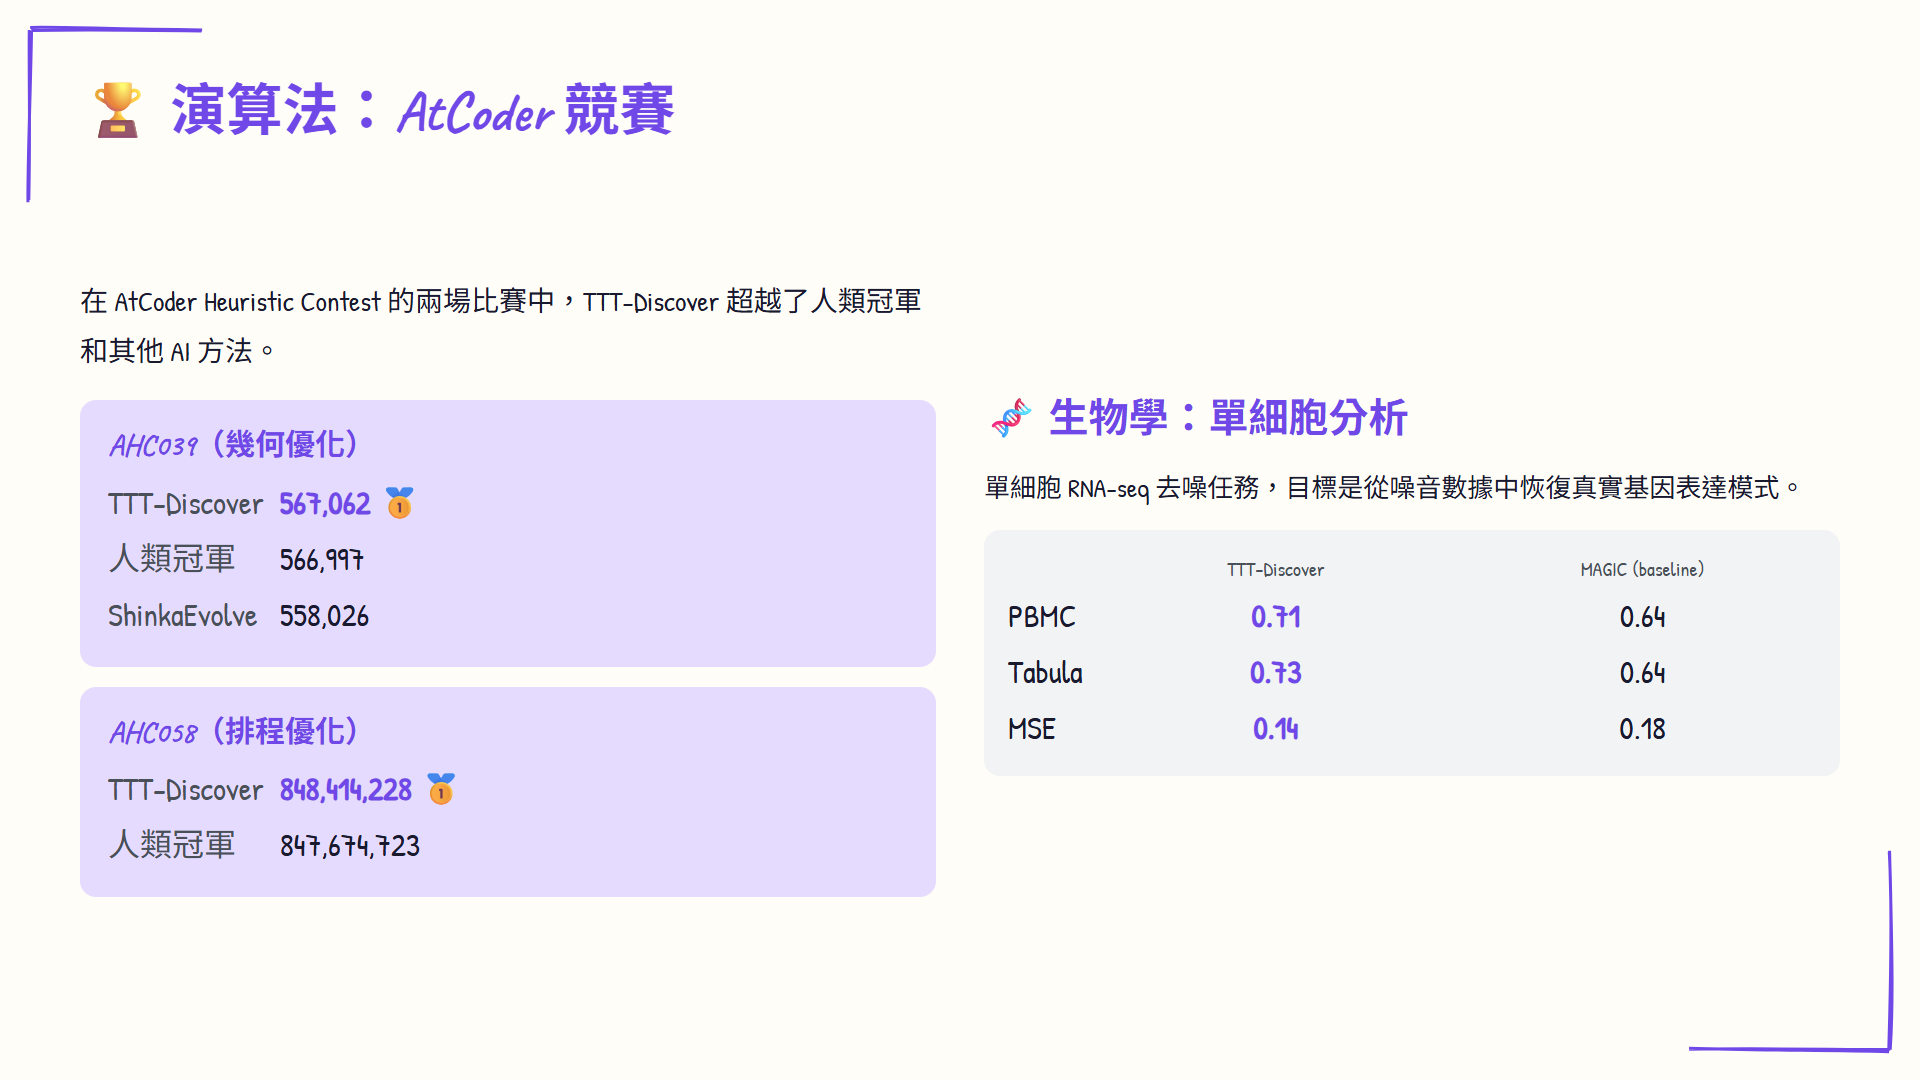 🏆 演算法：AtCoder 競賽
在 AtCoder Heuristic Contest 的兩場比賽中，TTT-Discover 超越了人類冠軍
和其他 AI 方法。
AHC039（幾何優化）
TTT-Discover 567,062 🥇
人類冠軍 566,997
ShinkaEvolve 558,026
AHC058（排程優化）
TTT-Discover 848,414,228 🥇
人類冠軍 847,674,723
🧬 生物學：單細胞分析
單細胞 RNA-seq 去噪任務，目標是從噪音數據中恢復真實基因表達模式。
TTT-Discover MAGIC (baseline)
PBMC 0.71 0.64
Tabula 0.73 0.64
MSE 0.14 0.18